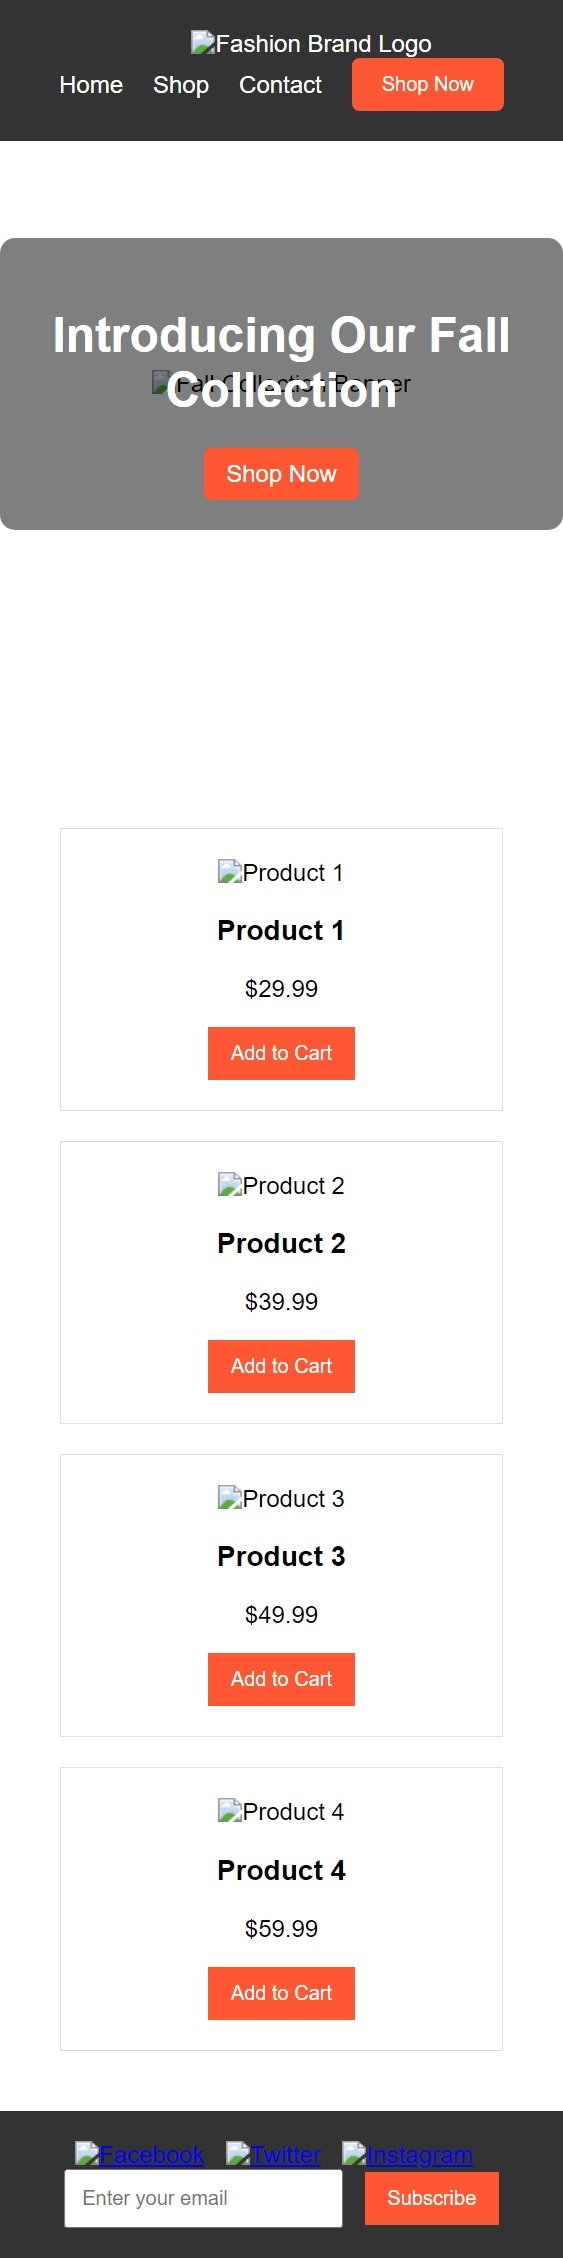 Fashion Brand Logo
Home Shop Contact Shop Now
Introducing Our Fall
Collection
Fall Collection Banner
Shop Now
Product 1
Product 1
$29.99
Add to Cart
Product 2
Product 2
$39.99
Add to Cart
Product 3
Product 3
$49.99
Add to Cart
Product 4
Product 4
$59.99
Add to Cart
Facebook Twitter Instagram
Enter your email Subscribe